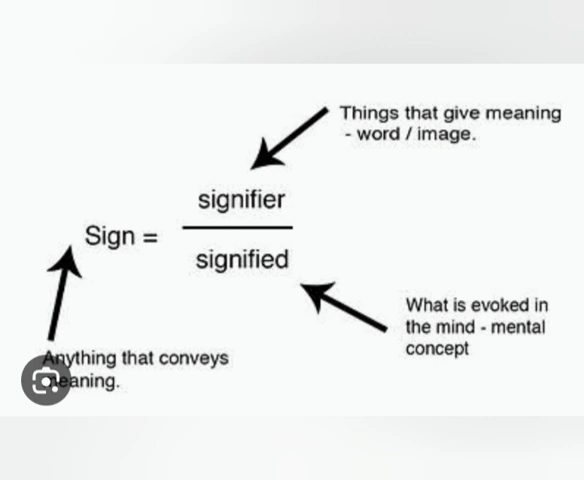 Things that give meaning
- word / image.
signifier
Sign =
signified
What is evoked in
the mind - mental
concept
Anything that conveys
meaning.